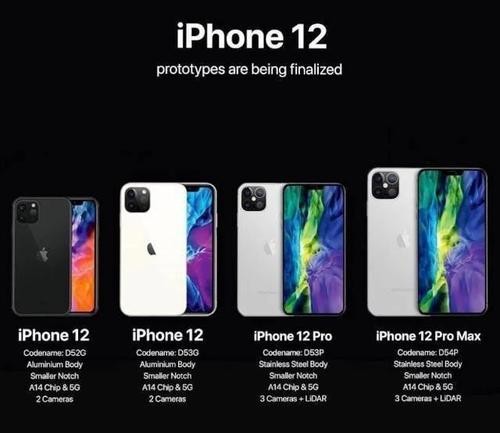 iPhone 12
prototypes are being finalized
iPhone 12
Codename: D52G
Aluminium Body
Smaller Notch
A14 Chip & 5G
2 Cameras
iPhone 12
Codename: D53G
Aluminium Body
Smaller Notch
A14 Chip & 5G
2 Cameras
iPhone 12 Pro
Codename: D53P
Stainless Steel Body
Smaller Notch
A14 Chip & 5G
3 Cameras + LiDAR
iPhone 12 Pro Max
Codename: D54P
Stainless Steel Body
Smaller Notch
A14 Chip & 5G
3 Cameras + LiDAR